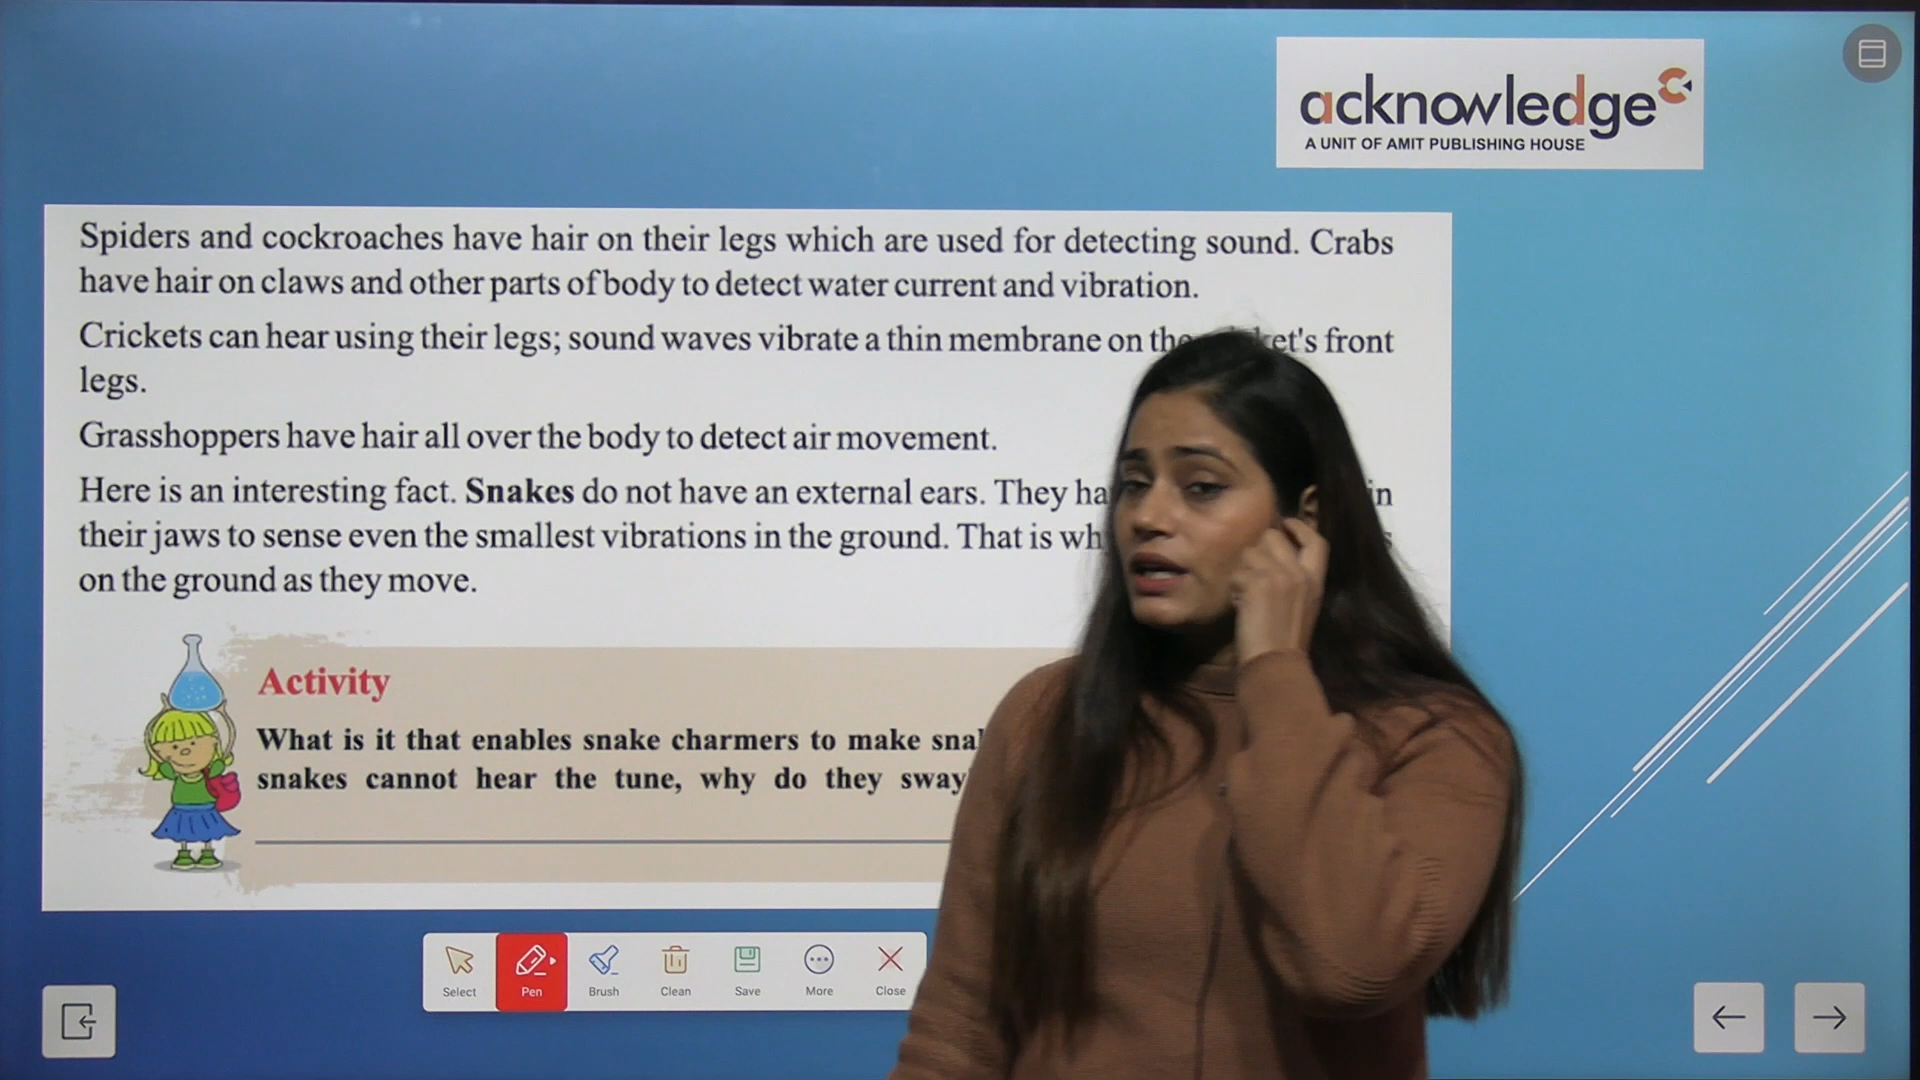 acknowledge
A UNIT OF AMIT PUBLISHING HOUSE
Spiders and cockroaches have hair on their legs which are used for detecting sound. Crabs
have hair on claws and other parts of body to detect water current and vibration.
Crickets can hear using their legs; sound waves vibrate a thin membrane on the front
legs.
Grasshoppers have hair all over the body to detect air movement.
Here is an interesting fact. Snakes do not have an external ears. They in
their jaws to sense even the smallest vibrations in the ground. That is
on the ground as they move.
Activity
What is it that enables snake charmers to make
snakes cannot hear the tune, why do they sway
Select Pen Brush Clean Save More Close